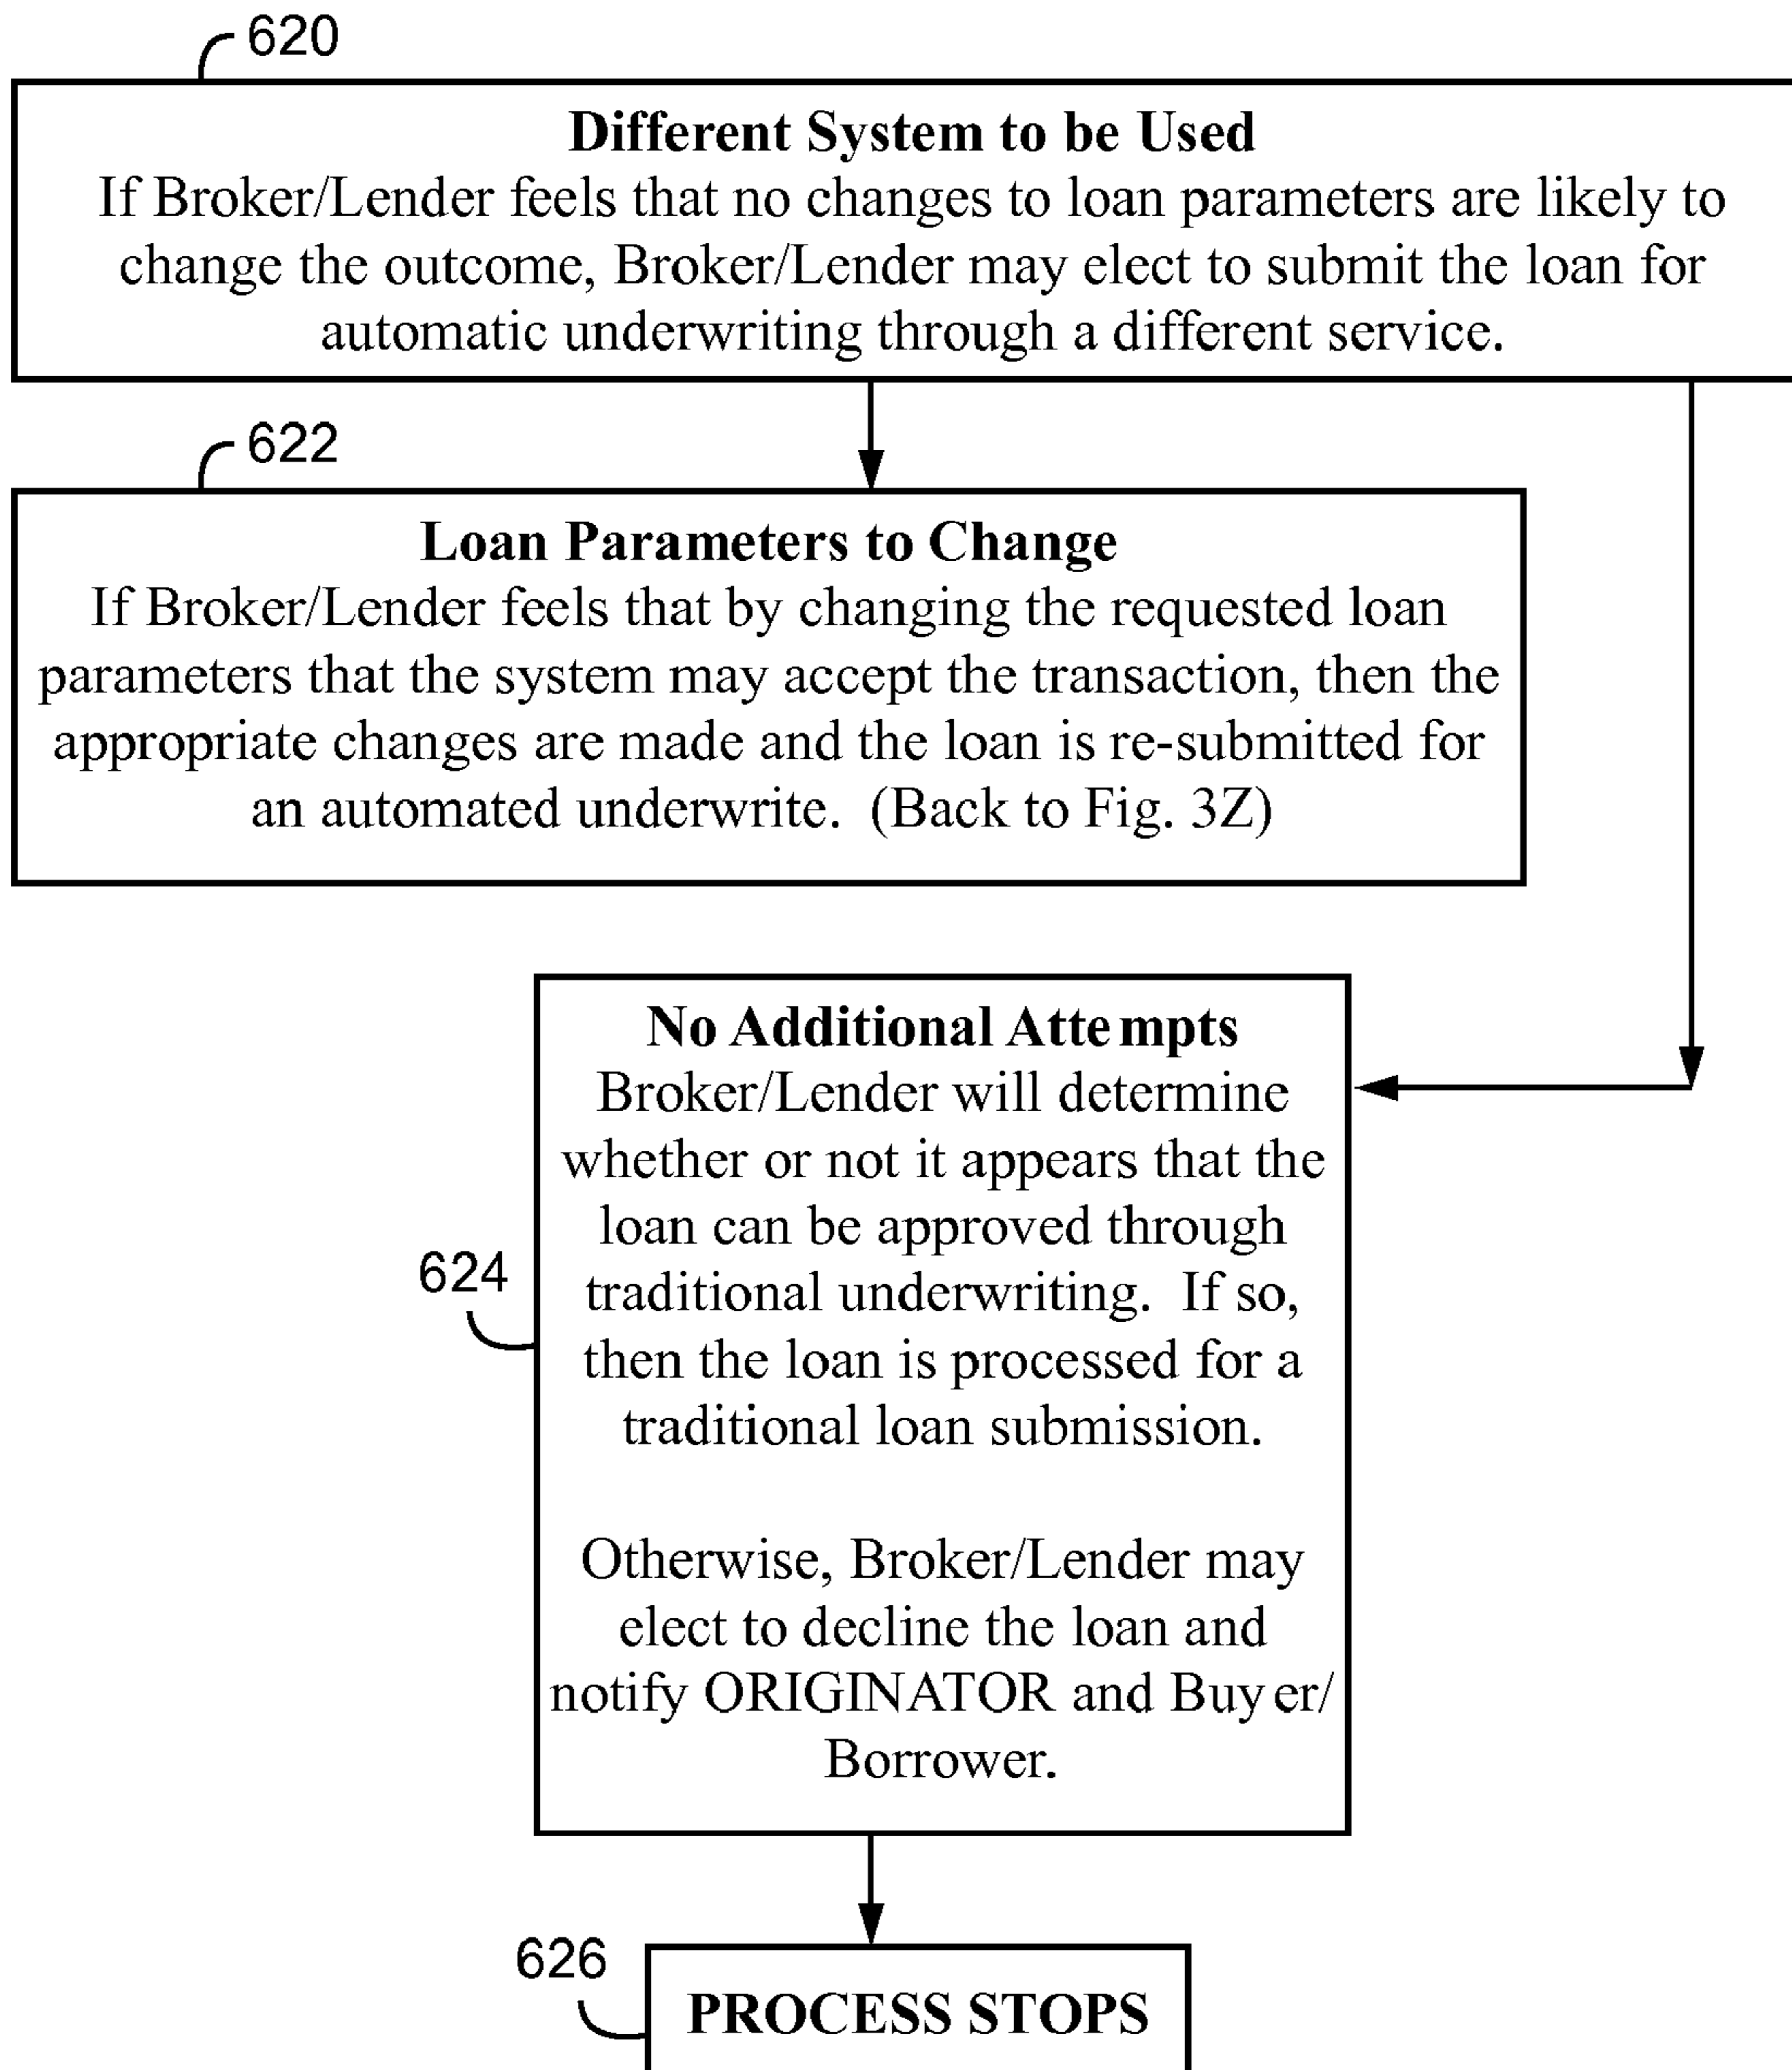 620
Different System to be Used
If Broker/Lender feels that no changes to loan parameters are likely to
change the outcome, Broker/Lender may elect to submit the loan for
automatic underwriting through a different service.
622
Loan Parameters to Change
If Broker/Lender feels that by changing the requested loan
parameters that the system may accept the transaction, then the
appropriate changes are made and the loan is re-submitted for
an automated underwrite. (Back to Fig. 3Z)
No Additional Attempts
Broker/Lender will determine
whether or not it appears that the
loan can be approved through
624
traditional underwriting. If so,
then the loan is processed for a
traditional loan submission.
Otherwise, Broker/Lender may
elect to decline the loan and
notify ORIGINATOR and Buyer/
Borrower.
626
PROCESS STOPS